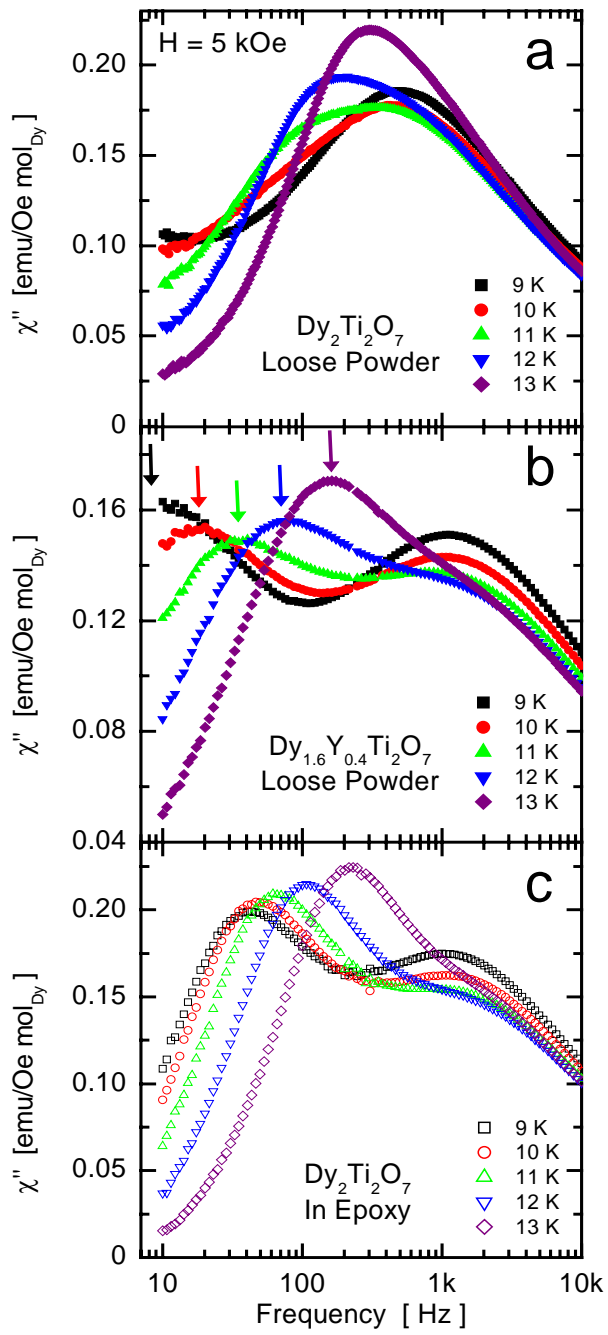 H = 5 kOe
a
0.20
0.15
0.10
0.05
0
χ" [emu/Oe mol_Dy]
9 K
10 K
11 K
12 K
13 K
Dy₂Ti₂O₇
Loose Powder
b
0.16
0.12
0.08
0.04
χ" [emu/Oe mol_Dy]
9 K
10 K
11 K
12 K
13 K
Dy₁.₆Y₀.₄Ti₂O₇
Loose Powder
c
0.20
0.15
0.10
0.05
0
χ" [emu/Oe mol_Dy]
9 K
10 K
11 K
12 K
13 K
Dy₂Ti₂O₇
In Epoxy
10 100 1k 10k
Frequency [ Hz ]